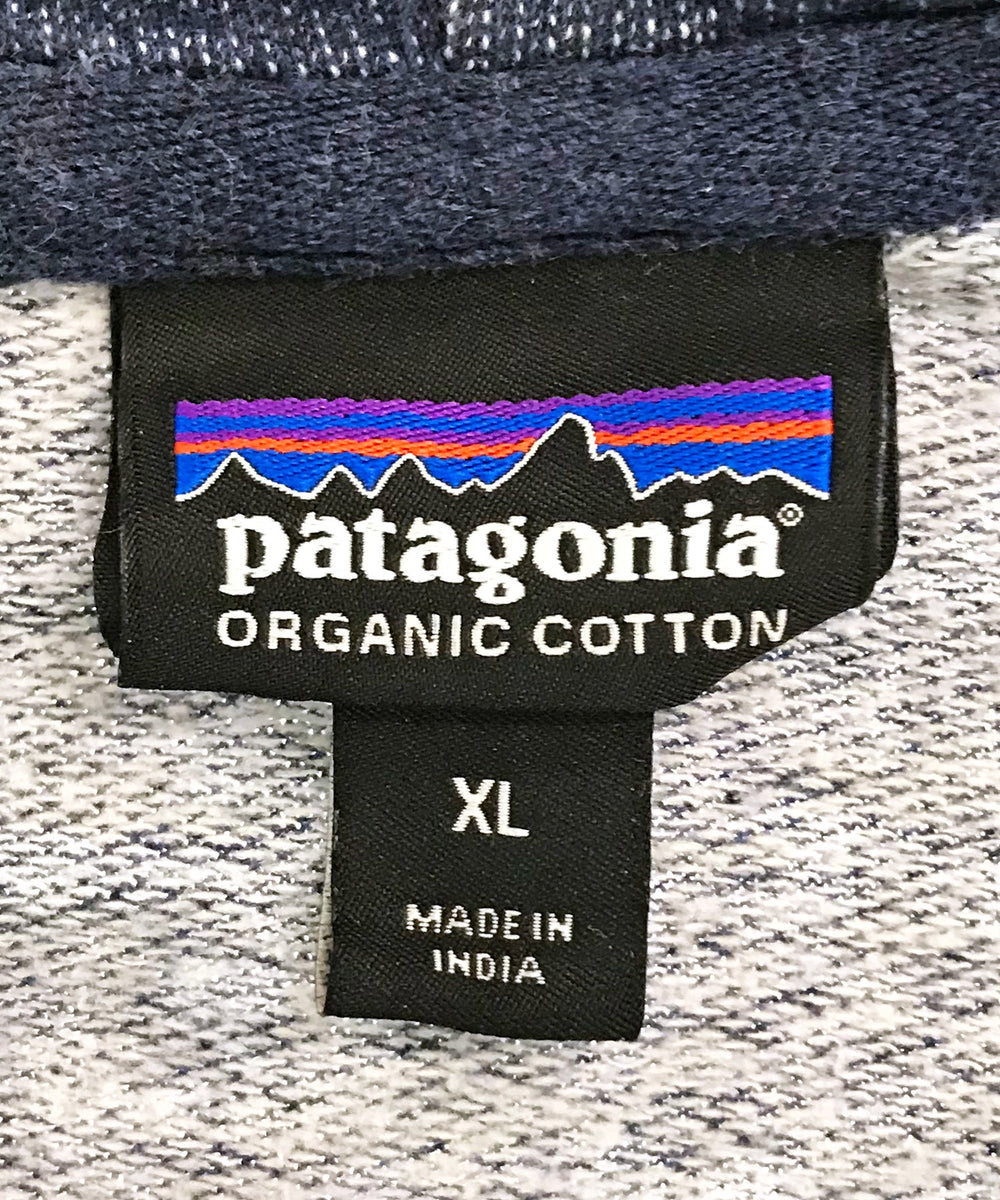 patagonia®
ORGANIC COTTON
XL
MADE IN
INDIA